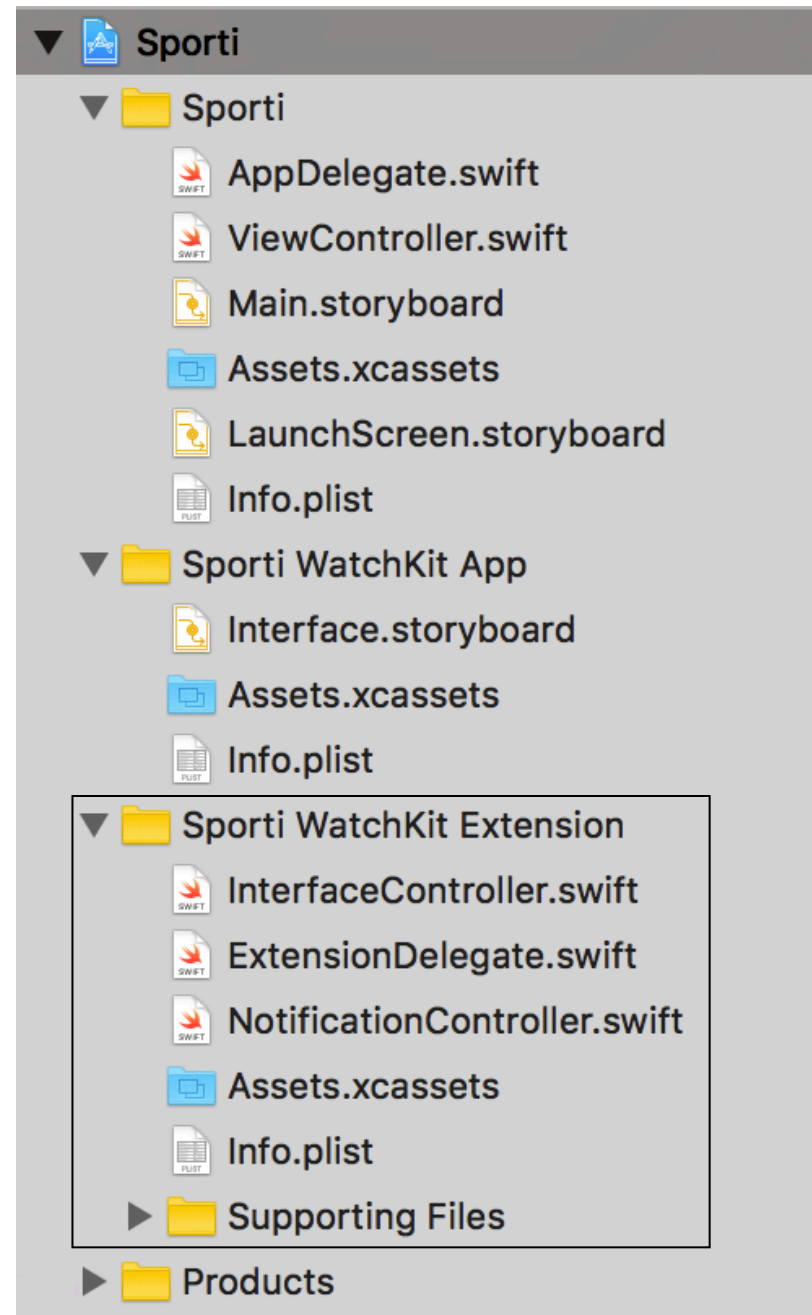 Sporti
Sporti
AppDelegate.swift
ViewController.swift
Main.storyboard
Assets.xcassets
LaunchScreen.storyboard
Info.plist
Sporti WatchKit App
Interface.storyboard
Assets.xcassets
Info.plist
Sporti WatchKit Extension
InterfaceController.swift
ExtensionDelegate.swift
NotificationController.swift
Assets.xcassets
Info.plist
Supporting Files
Products